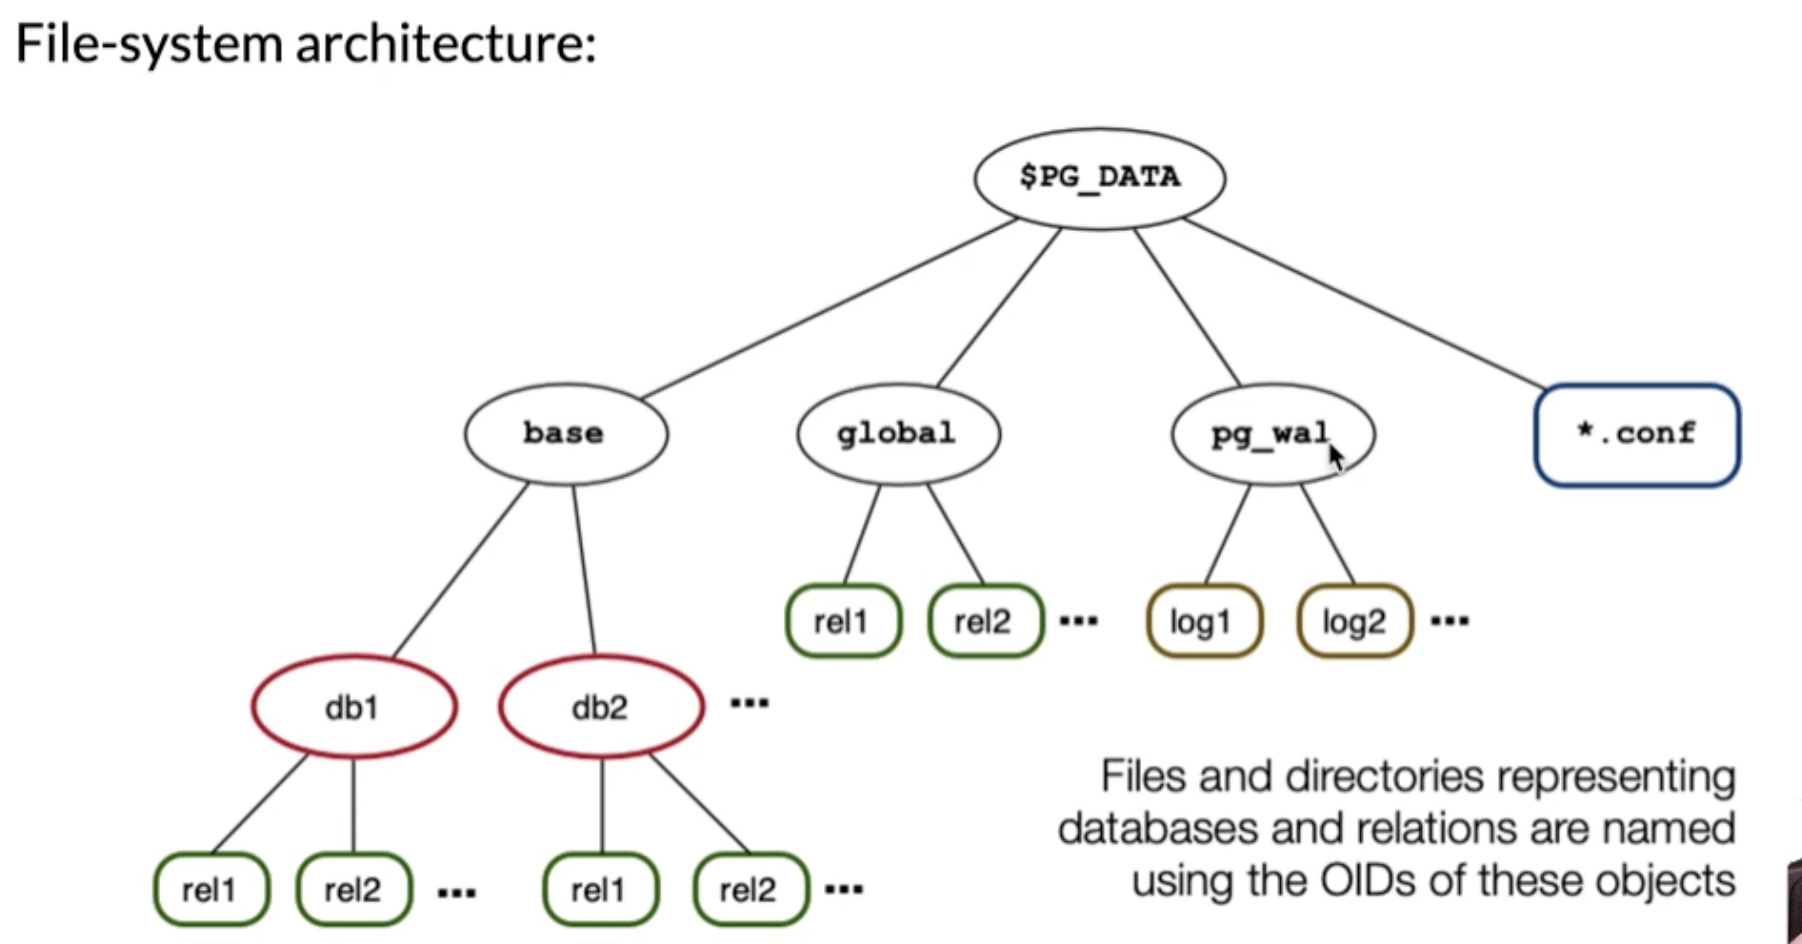 File-system architecture:
$PG_DATA
base
global
pg_wal
*.conf
rel1
rel2
...
log1
log2
...
db1
db2
...
Files and directories representing
databases and relations are named
using the OIDs of these objects
rel1
rel2
...
rel1
rel2
...